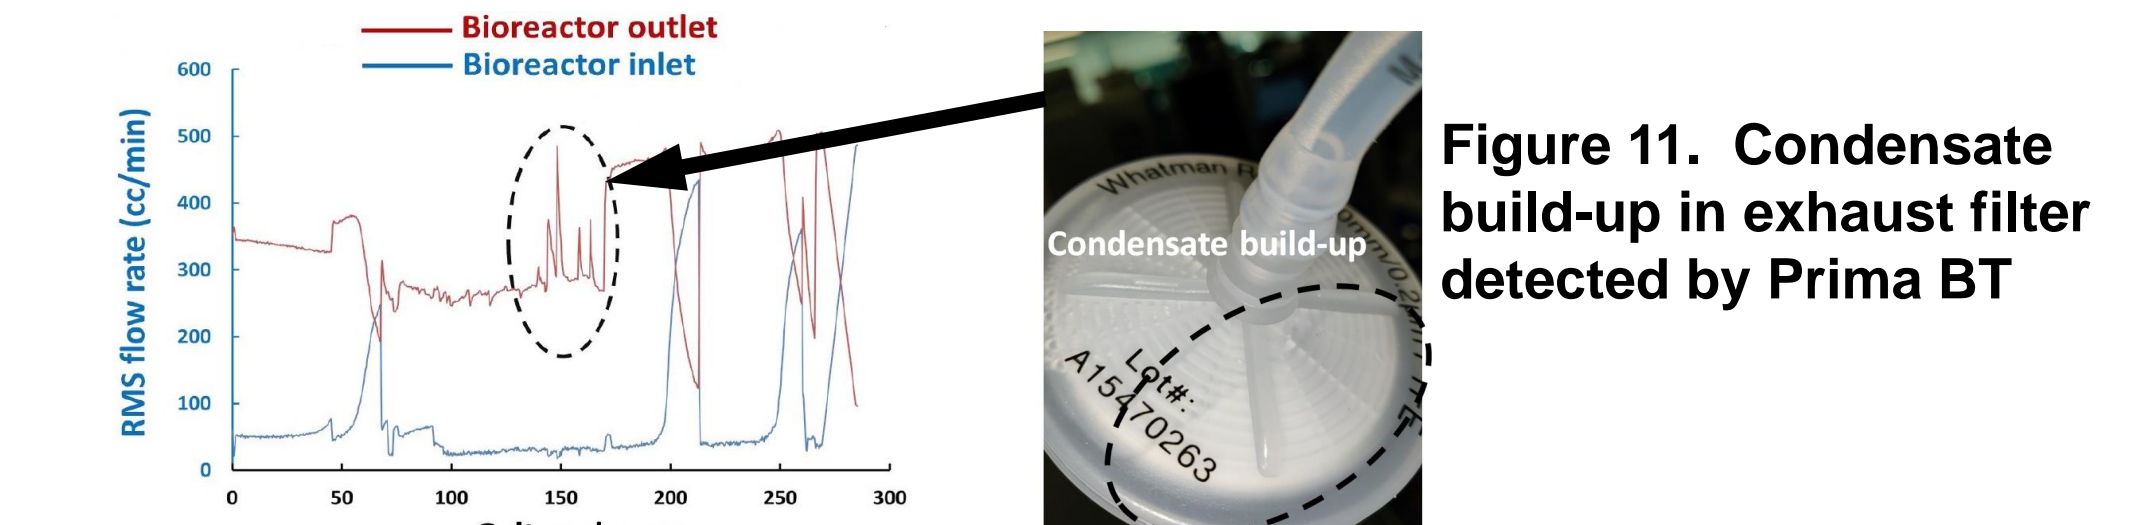 Bioreactor outlet
Bioreactor inlet
RMS flow rate (cc/min)
600
500
400
300
200
100
0
0 50 100 150 200 250 300
Whatman
Condensate build-up
Lot#:
A15470263
Figure 11. Condensate
build-up in exhaust filter
detected by Prima BT